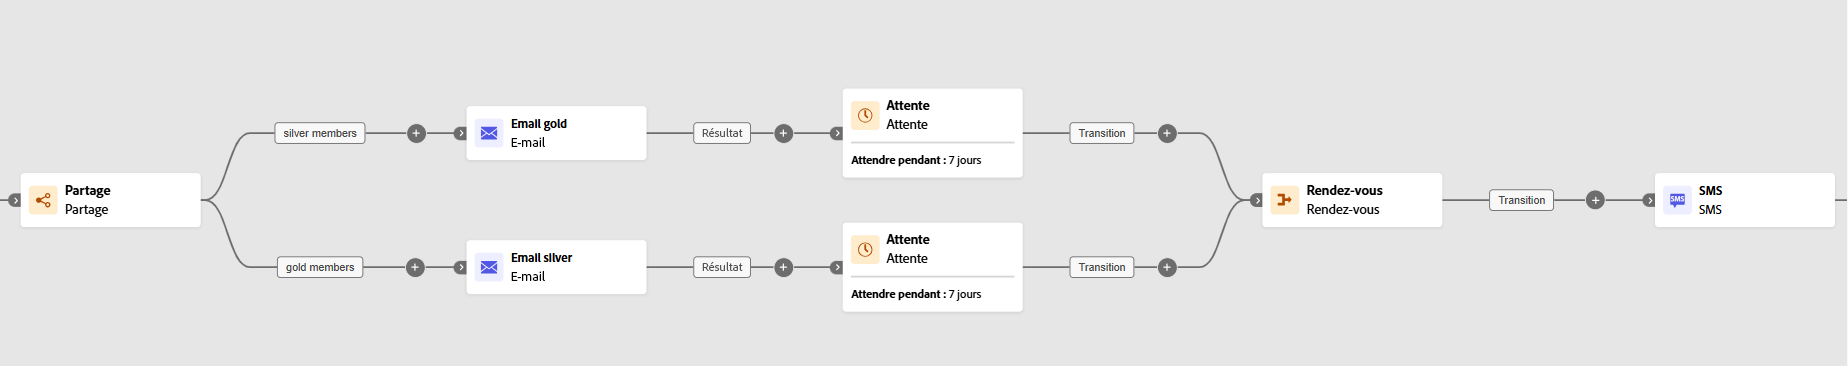 Partage
Partage
silver members
Email gold
E-mail
Résultat
Attente
Attente
Attendre pendant : 7 jours
Transition
gold members
Email silver
E-mail
Résultat
Attente
Attente
Attendre pendant : 7 jours
Transition
Rendez-vous
Rendez-vous
Transition
SMS
SMS
SMS